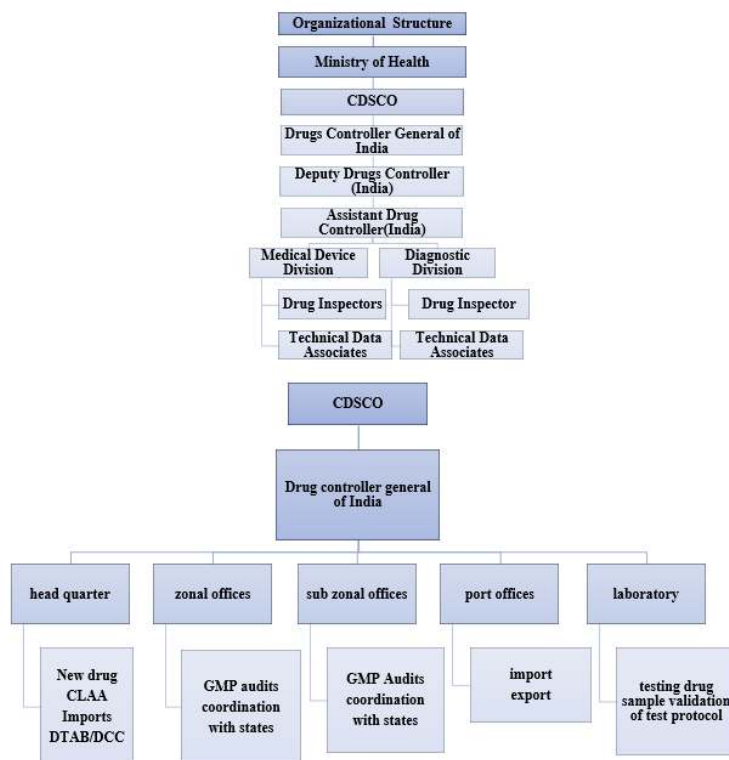 Organizational Structure
Ministry of Health
CDSCO
Drugs Controller General of
India
Deputy Drugs Controller
(India)
Assistant Drug
Controller(India)
Medical Device
Division
Diagnostic
Division
Drug Inspectors
Drug Inspector
Technical Data
Associates
Technical Data
Associates
CDSCO
Drug controller general
of India
head quarter
zonal offices
sub zonal offices
port offices
laboratory
New drug
CLAA
Imports
DTAB/DCC
GMP audits
coordination
with states
GMP Audits
coordination
with states
import
export
testing drug
sample validation
of test protocol